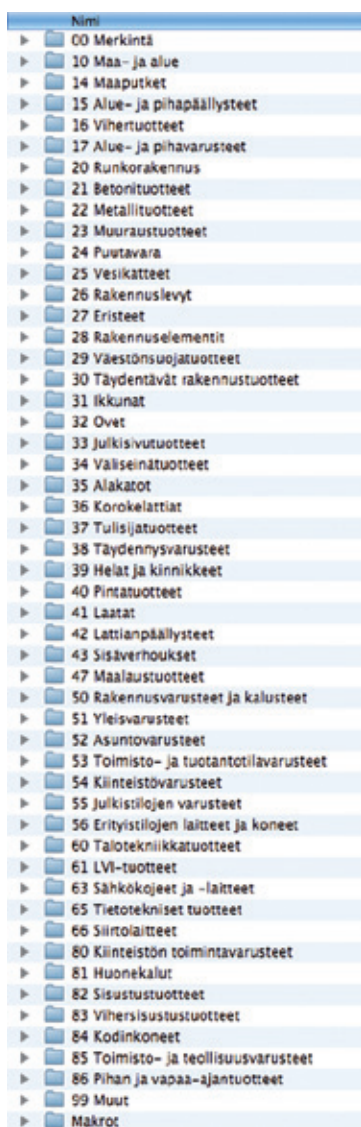 Nimi
00 Merkintä
10 Maa- ja alue
14 Maaputket
15 Alue- ja pihapäällysteet
16 Vihertuotteet
17 Alue- ja pihavarusteet
20 Runkorakennus
21 Betonituotteet
22 Metallituotteet
23 Muuraustuotteet
24 Puutavara
25 Vesikatteet
26 Rakennuslevyt
27 Eristeet
28 Rakennuselementit
29 Väestönsuojatuotteet
30 Täydentävät rakennustuotteet
31 Ikkunat
32 Ovet
33 Julkisivutuotteet
34 Väliseinätuotteet
35 Alakatot
36 Korokelattiat
37 Tulisijatuotteet
38 Täydennysvarusteet
39 Helat ja kinnikkeet
40 Pintatuotteet
41 Laatat
42 Lattianpäällysteet
43 Sisäverhoukset
47 Maalaustuotteet
50 Rakennusvarusteet ja kalusteet
51 Yleisvarusteet
52 Asuntovarusteet
53 Toimisto- ja tuotantotilavarusteet
54 Kiinteistövarusteet
55 Julkistilojen varusteet
56 Erityistilojen laitteet ja koneet
60 Talotekniikkatuotteet
61 LVI-tuotteet
63 Sähkökojeet ja -laitteet
65 Tietotekniset tuotteet
66 Siirtolaitteet
80 Kiinteistön toimintavarusteet
81 Huonekalut
82 Sisustustuotteet
83 Vihersisustustuotteet
84 Kodinkoneet
85 Toimisto- ja teollisuusvarusteet
86 Pihan ja vapaa-ajantuotteet
99 Muut
Makrot